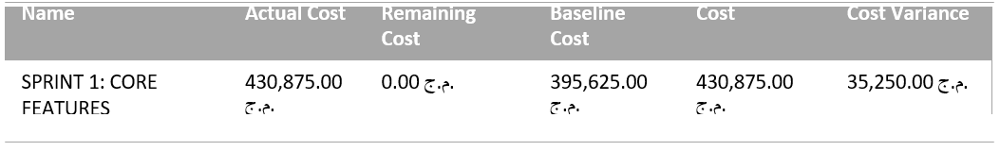 Name Actual Cost Remaining Cost Baseline Cost Cost Cost Variance
SPRINT 1: CORE FEATURES 430,875.00 ج.م. 0.00 ج.م. 395,625.00 ج.م. 430,875.00 ج.م. 35,250.00 ج.م.